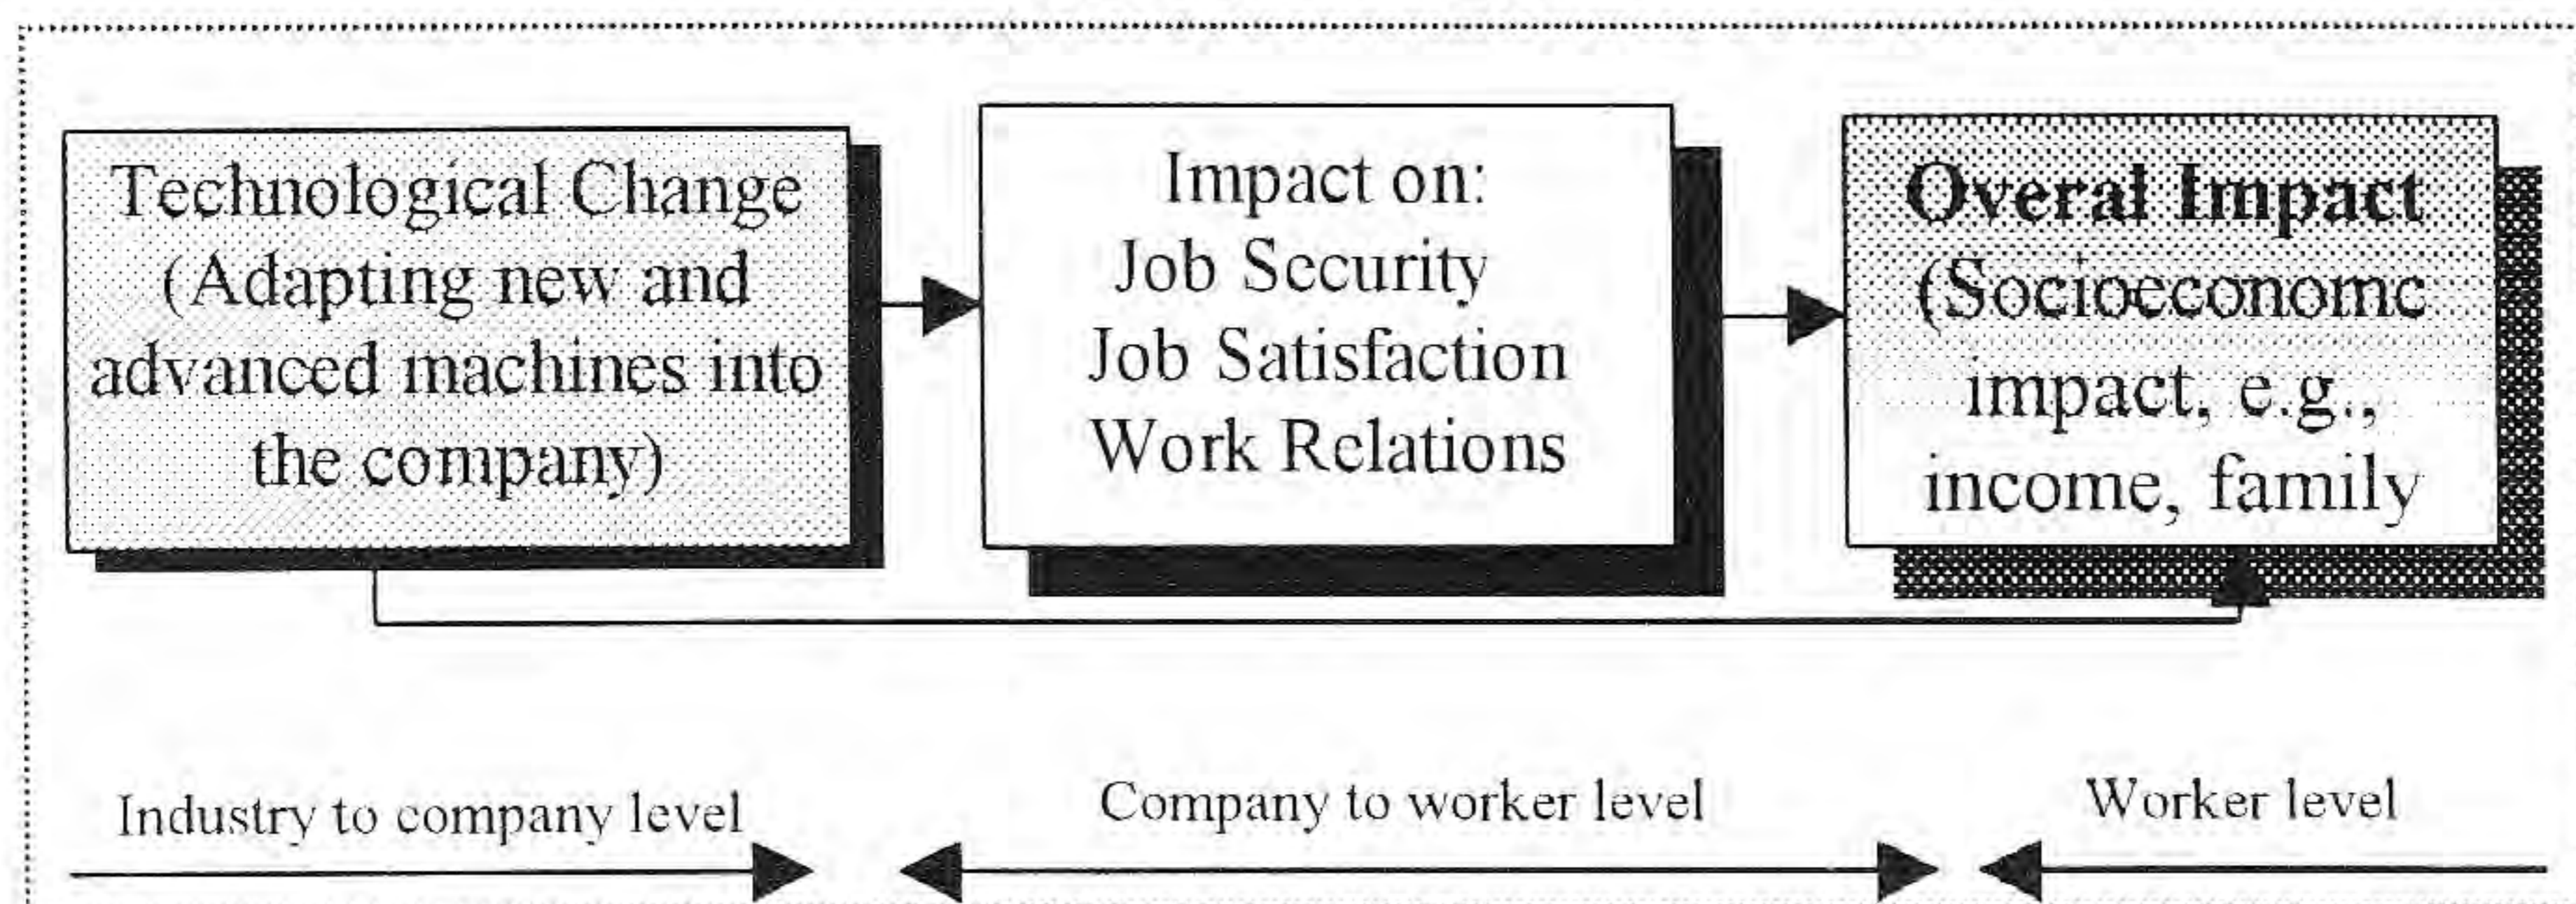 Technological Change
(Adapting new and
advanced machines into
the company)
Impact on:
Job Security
Job Satisfaction
Work Relations
Overal Impact
(Socioeconomc
impact, e.g.,
income, family
Industry to company level
Company to worker level
Worker level